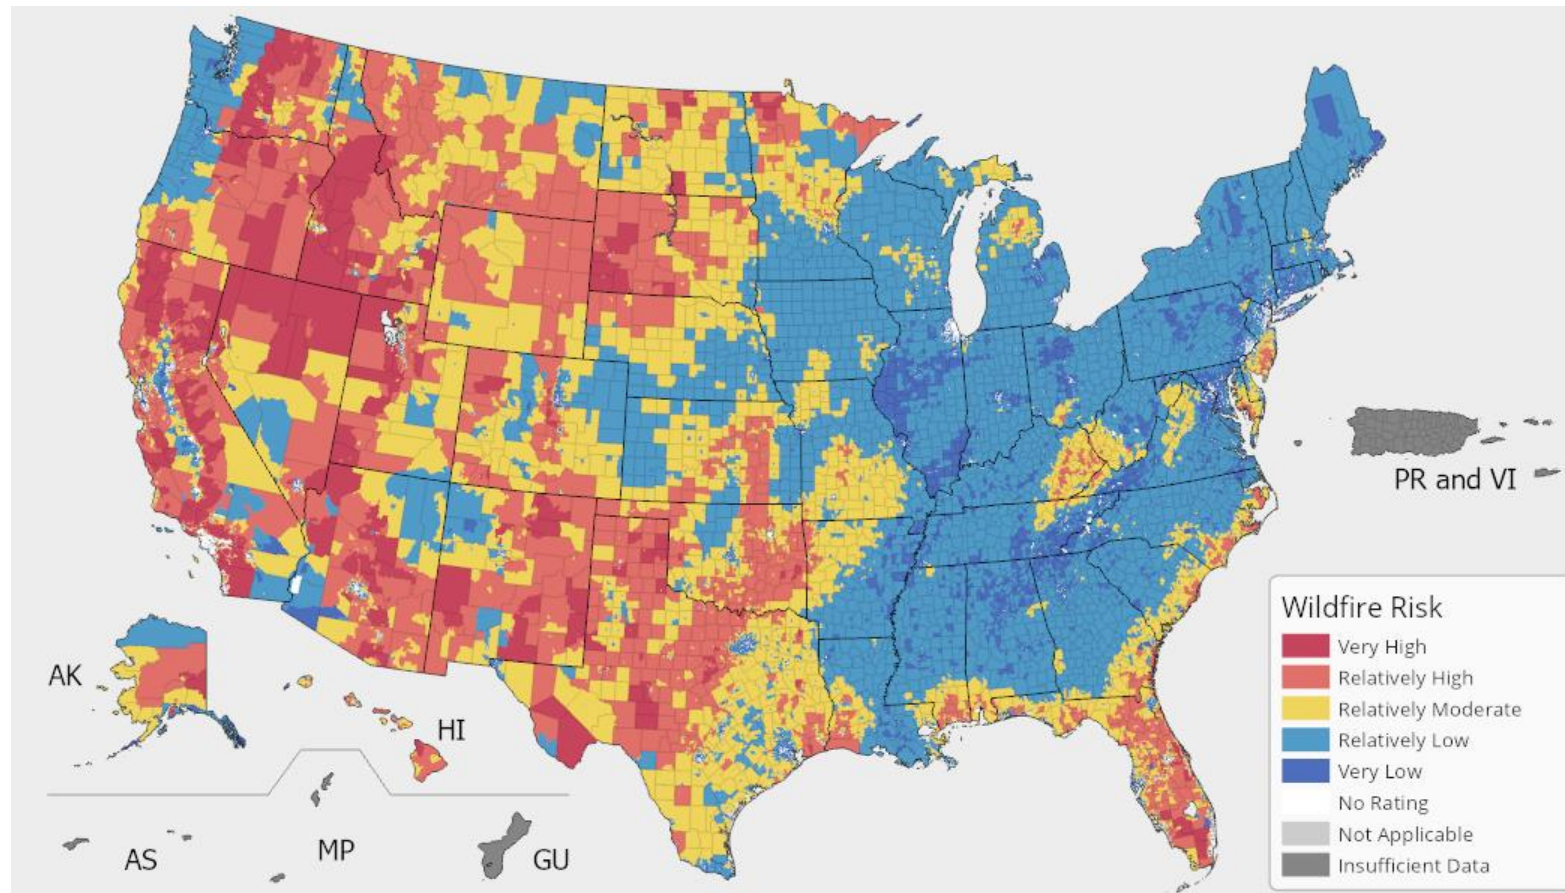 PR and VI
AK
HI
AS
MP
GU
Wildfire Risk
Very High
Relatively High
Relatively Moderate
Relatively Low
Very Low
No Rating
Not Applicable
Insufficient Data